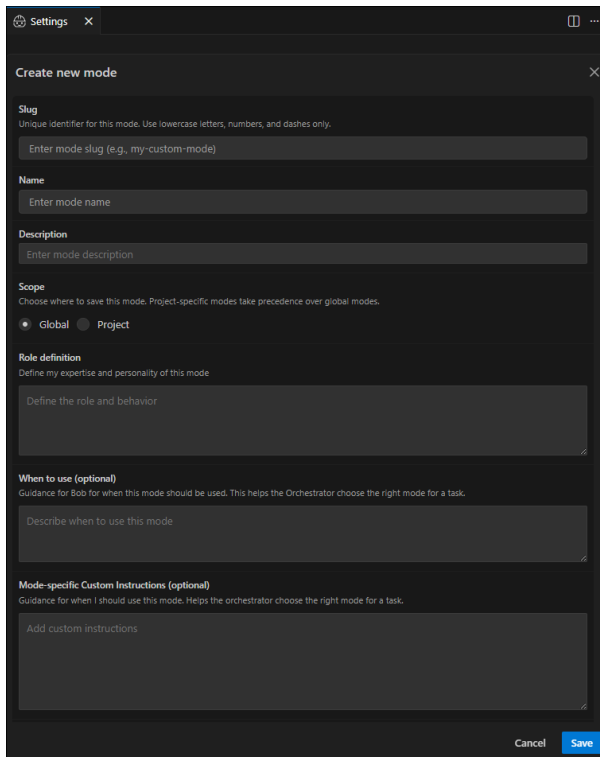 Settings
Create new mode
Slug
Unique identifier for this mode. Use lowercase letters, numbers, and dashes only.
Enter mode slug (e.g., my-custom-mode)
Name
Enter mode name
Description
Enter mode description
Scope
Choose where to save this mode. Project-specific modes take precedence over global modes.
Global Project
Role definition
Define my expertise and personality of this mode
Define the role and behavior
When to use (optional)
Guidance for Bob for when this mode should be used. This helps the Orchestrator choose the right mode for a task.
Describe when to use this mode
Mode-specific Custom Instructions (optional)
Guidance for when I should use this mode. Helps the orchestrator choose the right mode for a task.
Add custom instructions
Cancel Save